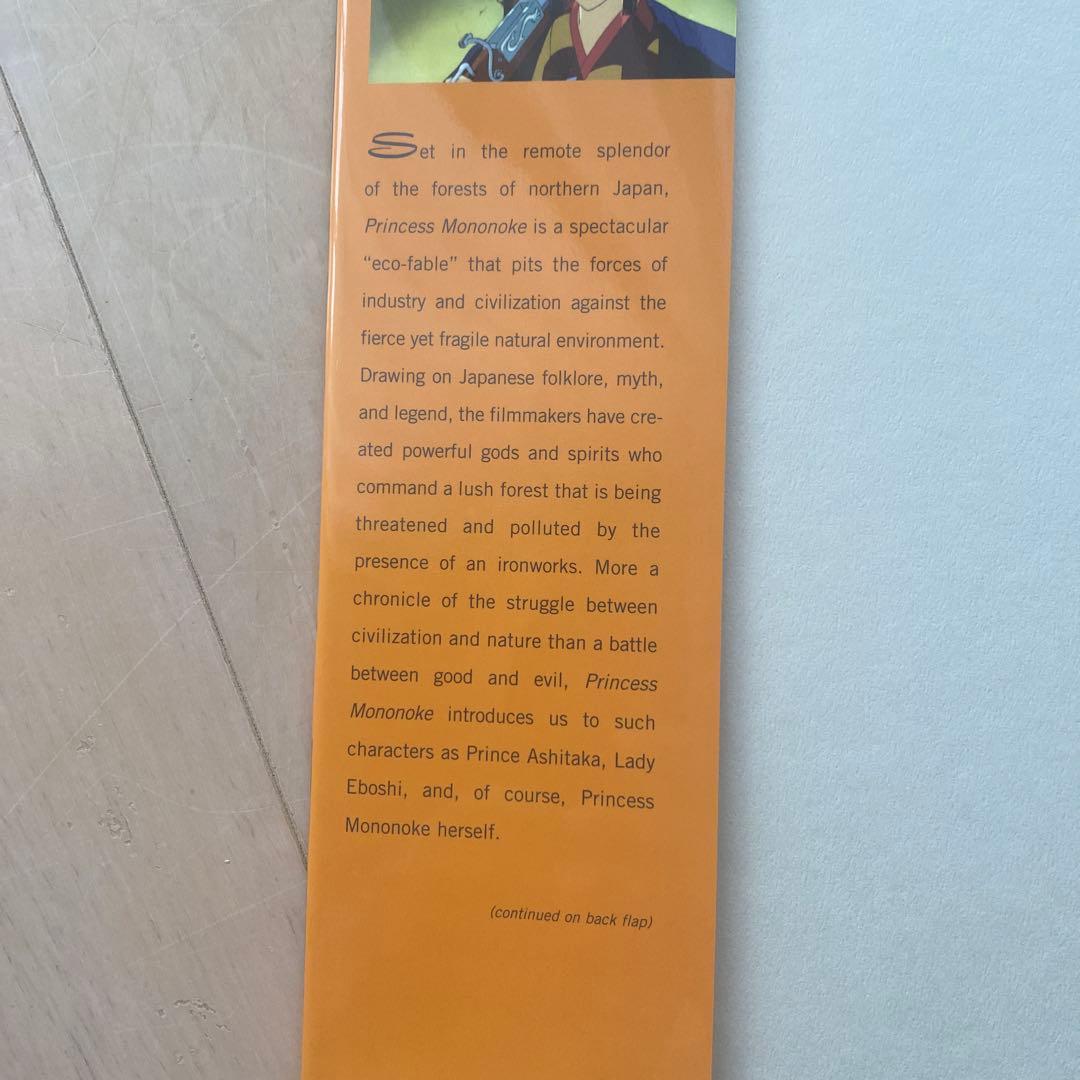 Set in the remote splendor
of the forests of northern Japan,
Princess Mononoke is a spectacular
“eco-fable” that pits the forces of
industry and civilization against the
fierce yet fragile natural environment.
Drawing on Japanese folklore, myth,
and legend, the filmmakers have cre-
ated powerful gods and spirits who
command a lush forest that is being
threatened and polluted by the
presence of an ironworks. More a
chronicle of the struggle between
civilization and nature than a battle
between good and evil, Princess
Mononoke introduces us to such
characters as Prince Ashitaka, Lady
Eboshi, and, of course, Princess
Mononoke herself.
(continued on back flap)